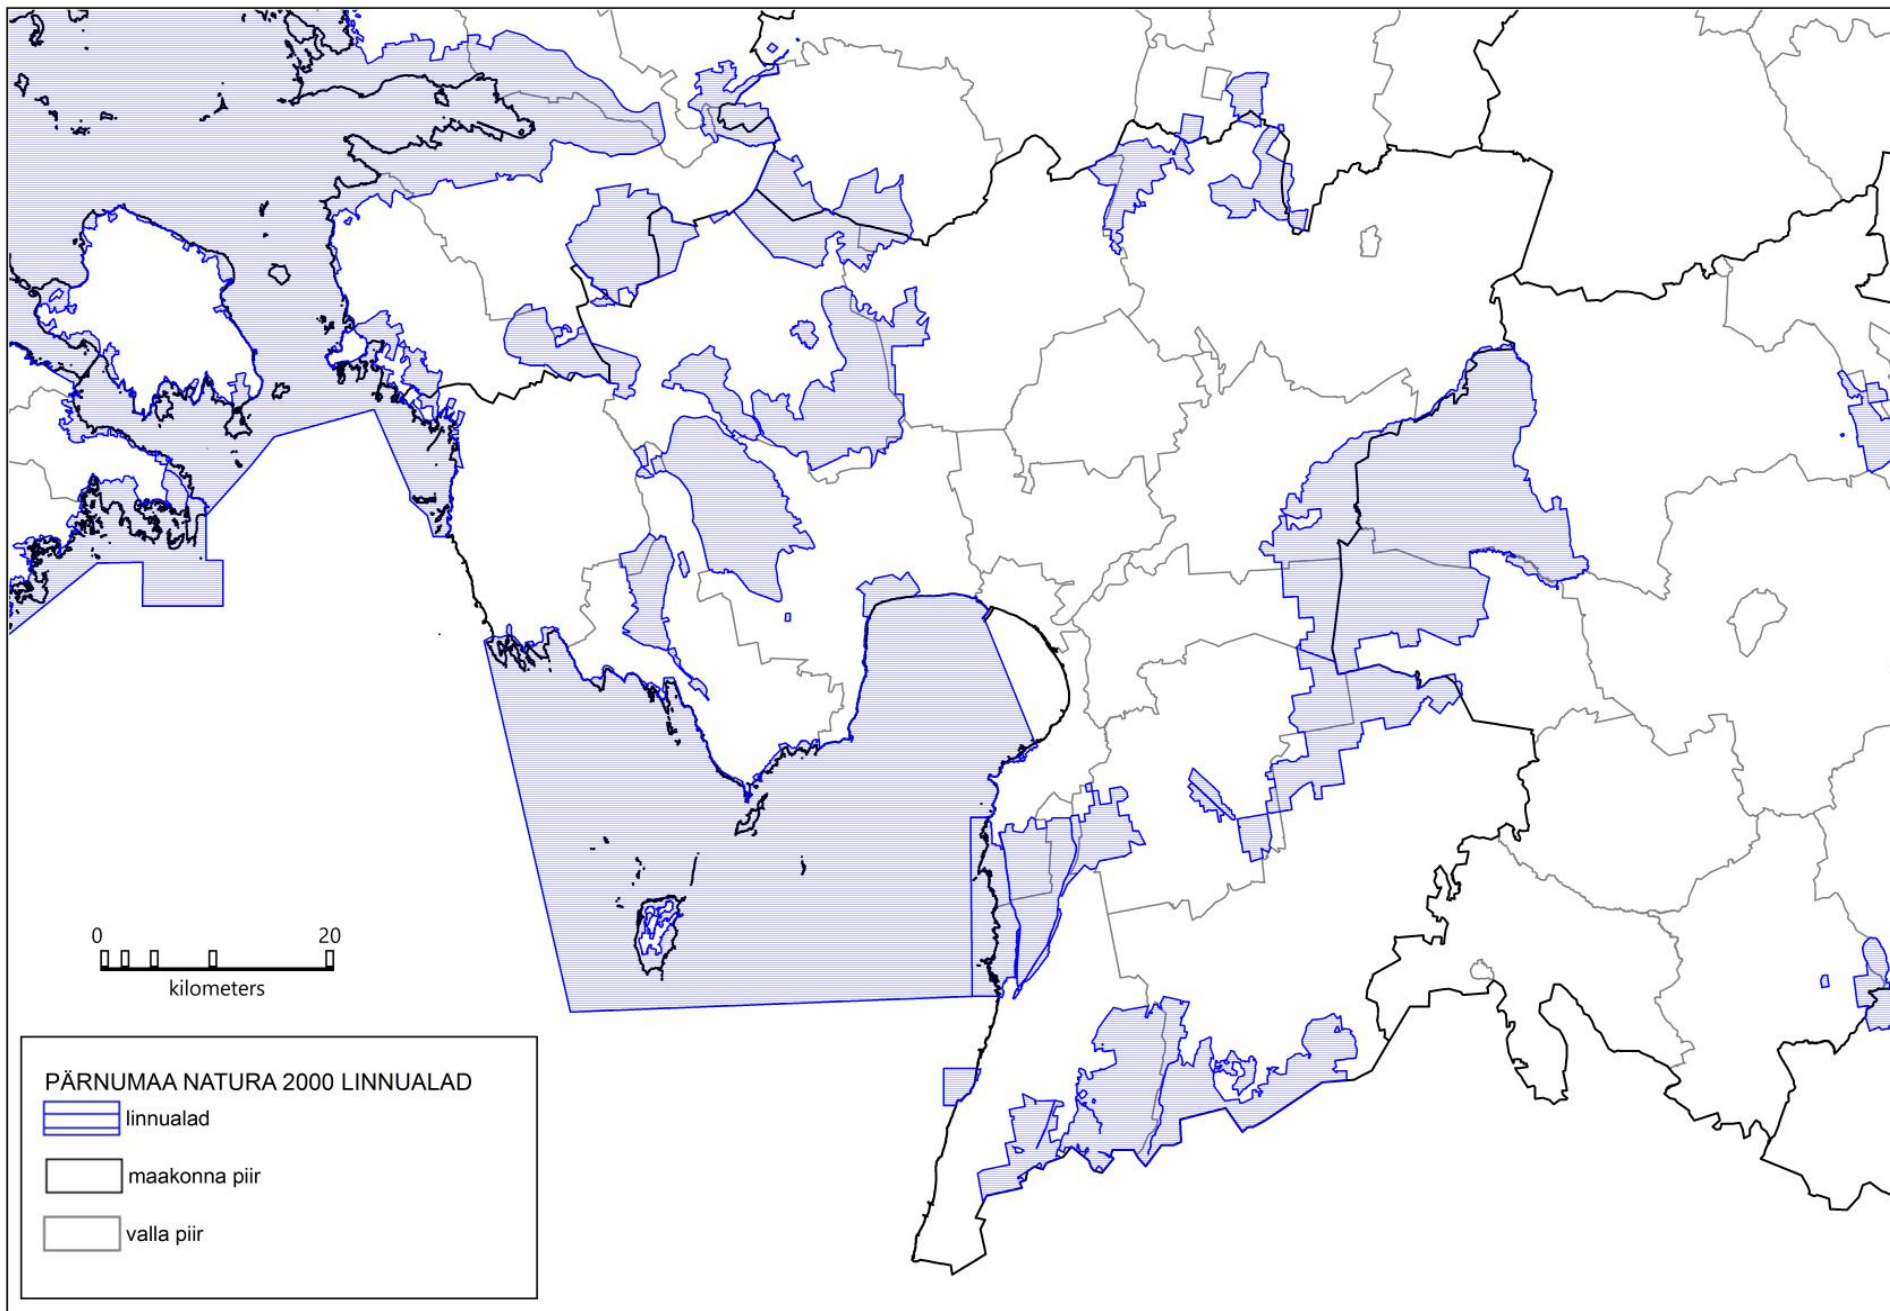 0 20
kilometers
PÄRNUMAA NATURA 2000 LINNUALAD
linnualad
maakonna piir
valla piir